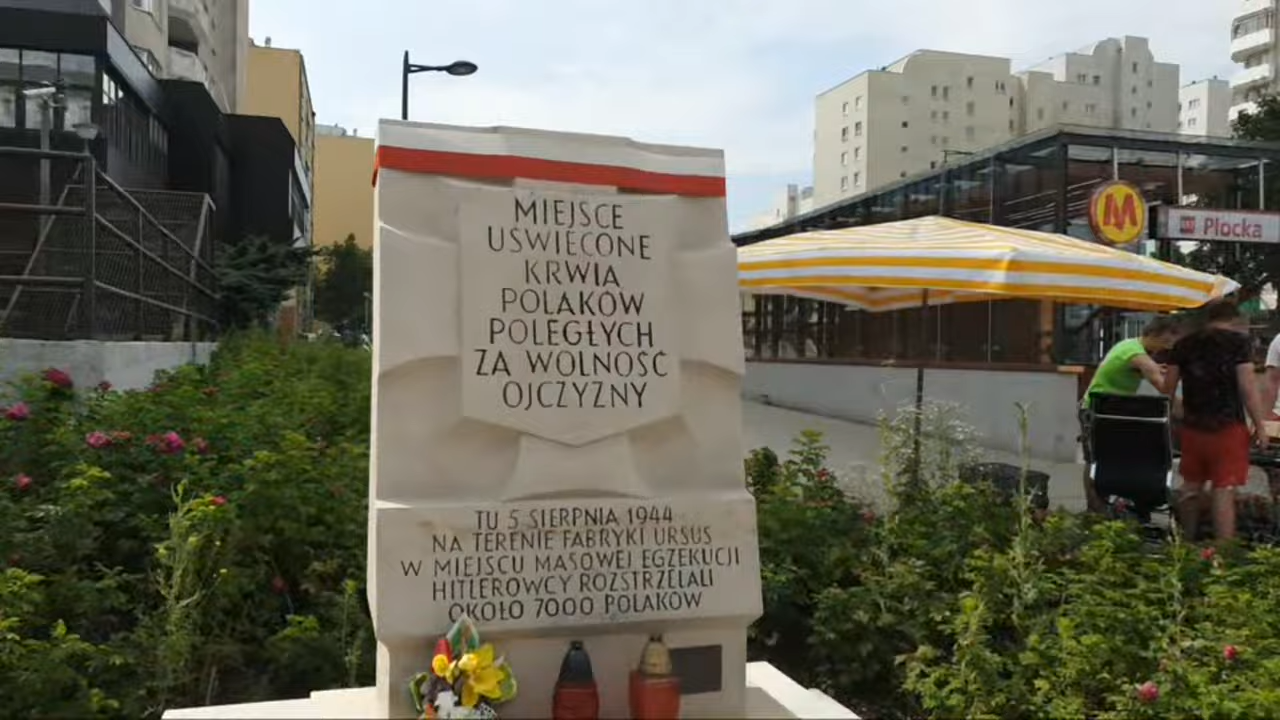 MIEJSCE
UŚWIĘCONE
KRWIĄ
POLAKÓW
POLEGŁYCH
ZA WOLNOŚĆ
OJCZYZNY
TU 5 SIERPNIA 1944
NA TERENIE FABRYKI URSUS
W MIEJSCU MASOWEJ EGZEKUCJI
HITLEROWCY ROZSTRZELALI
OKOŁO 7000 POLAKÓW
M
Płocka